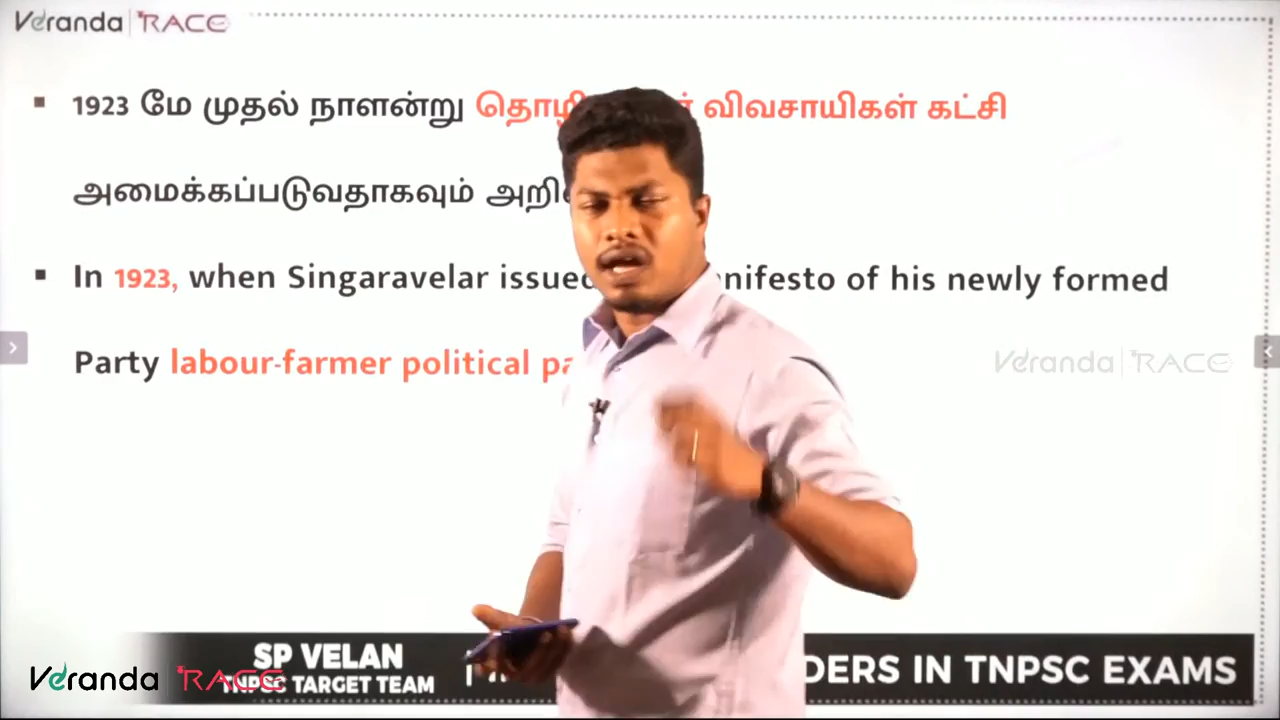 Veranda RACE
1923 மே முதல் நாளன்று விவசாயிகள் கட்சி
அமைக்கப்படுவதாகவும்
In 1923, when Singaravelar issued of his newly formed
Party labour-farmer political
Veranda RACE
SP VELAN
TNPSC TARGET TEAM
IN TNPSC EXAMS
Veranda RACE